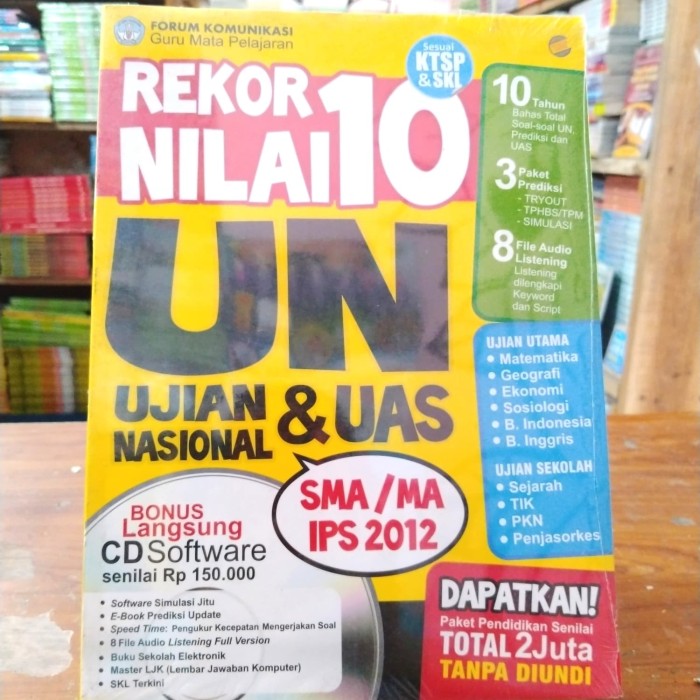 FORUM KOMUNIKASI
Guru Mata Pelajaran
Sesuai
KTSP
& SKL
REKOR
NILAI 10
UN
UJIAN
NASIONAL
& UAS
SMA / MA
IPS 2012
10 Tahun
Bahas Total
Soal-soal UN,
Prediksi dan
UAS
3 Paket
Prediksi
- TRYOUT
- TPHBS/TPM
- SIMULASI
8 File Audio
Listening
Listening
dilengkapi
Keyword
dan Script
UJIAN UTAMA
• Matematika
• Geografi
• Ekonomi
• Sosiologi
• B. Indonesia
• B. Inggris
UJIAN SEKOLAH
• Sejarah
• TIK
• PKN
• Penjasorkes
BONUS
Langsung
CD Software
senilai Rp 150.000
• Software Simulasi Jitu
• E-Book Prediksi Update
• Speed Time: Pengukur Kecepatan Mengerjakan Soal
• 8 File Audio Listening Full Version
• Buku Sekolah Elektronik
• Master LJK (Lembar Jawaban Komputer)
• SKL Terkini
DAPATKAN!
Paket Pendidikan Senilai
TOTAL 2Juta
TANPA DIUNDI